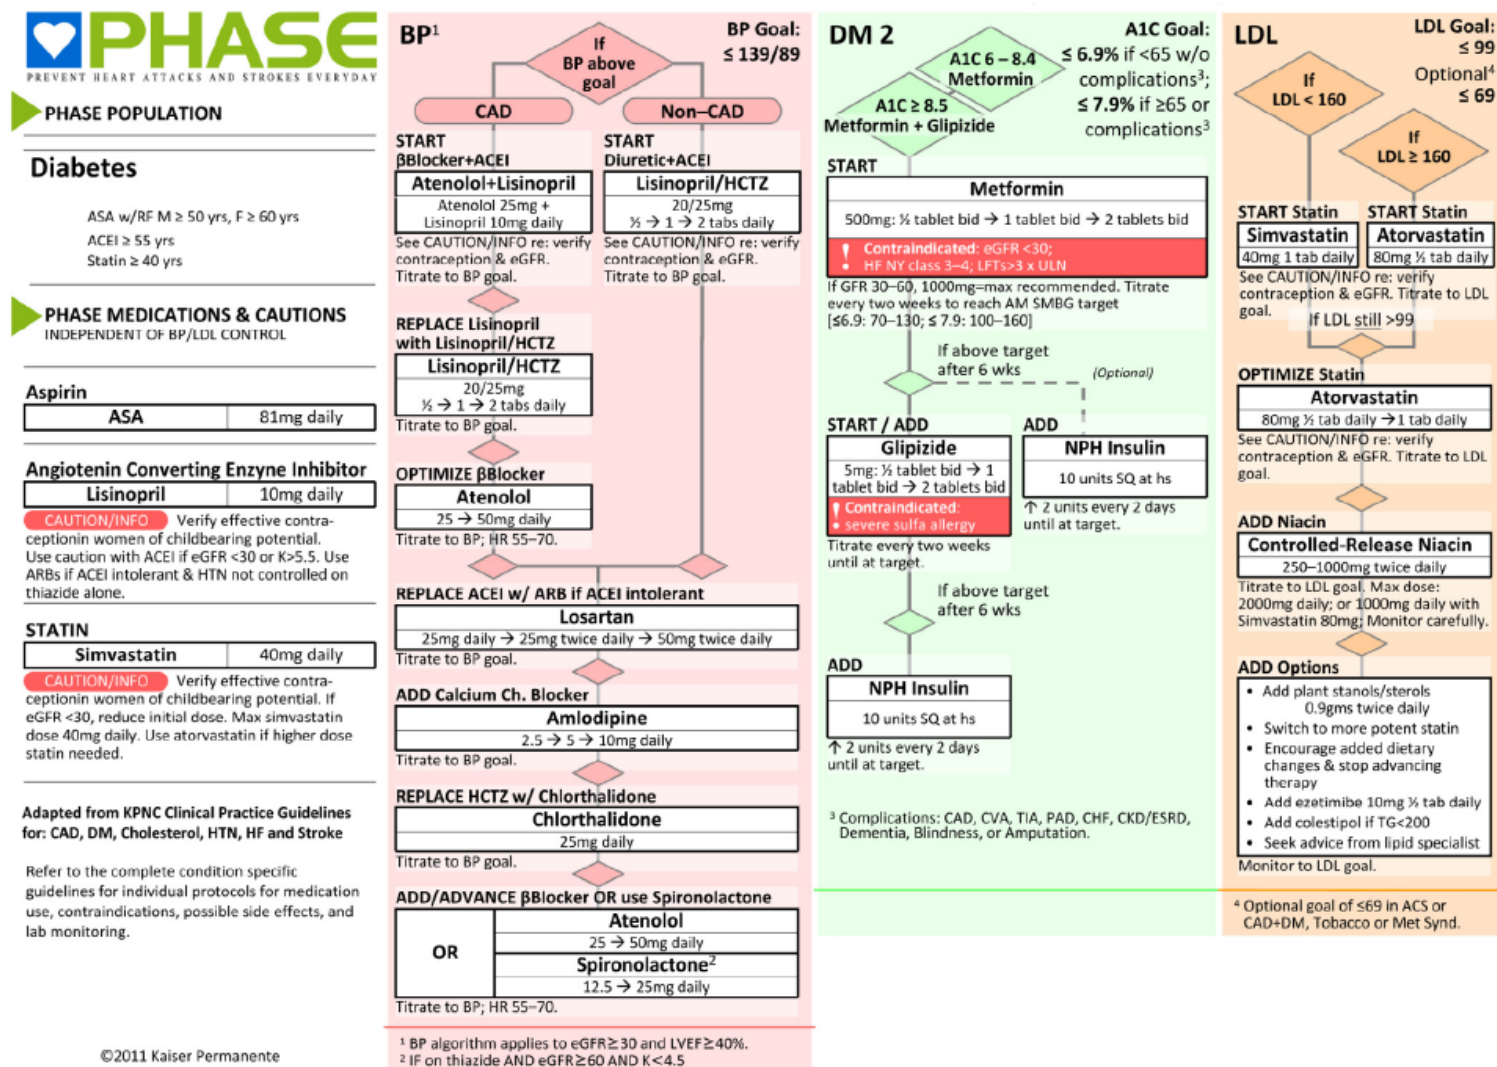 PHASE
PREVENT HEART ATTACKS AND STROKES EVERYDAY
PHASE POPULATION
Diabetes
ASA w/RF M ≥ 50 yrs, F ≥ 60 yrs
ACEI ≥ 55 yrs
Statin ≥ 40 yrs
PHASE MEDICATIONS & CAUTIONS
INDEPENDENT OF BP/LDL CONTROL
Aspirin
ASA 81mg daily
Angiotenin Converting Enzyme Inhibitor
Lisinopril 10mg daily
CAUTION/INFO Verify effective contra-
ceptionin women of childbearing potential.
Use caution with ACEI if eGFR <30 or K>5.5. Use
ARBs if ACEI intolerant & HTN not controlled on
thiazide alone.
STATIN
Simvastatin 40mg daily
CAUTION/INFO Verify effective contra-
ceptionin women of childbearing potential. If
eGFR <30, reduce initial dose. Max simvastatin
dose 40mg daily. Use atorvastatin if higher dose
statin needed.
Adapted from KPNC Clinical Practice Guidelines
for: CAD, DM, Cholesterol, HTN, HF and Stroke
Refer to the complete condition specific
guidelines for individual protocols for medication
use, contraindications, possible side effects, and
lab monitoring.
©2011 Kaiser Permanente
BP¹
BP Goal:
≤ 139/89
If
BP above
goal
CAD
Non–CAD
START
βBlocker+ACEI
Atenolol+Lisinopril
Atenolol 25mg +
Lisinopril 10mg daily
See CAUTION/INFO re: verify
contraception & eGFR.
Titrate to BP goal.
START
Diuretic+ACEI
Lisinopril/HCTZ
20/25mg
½ → 1 → 2 tabs daily
See CAUTION/INFO re: verify
contraception & eGFR.
Titrate to BP goal.
REPLACE Lisinopril
with Lisinopril/HCTZ
Lisinopril/HCTZ
20/25mg
½ → 1 → 2 tabs daily
Titrate to BP goal.
OPTIMIZE βBlocker
Atenolol
25 → 50mg daily
Titrate to BP; HR 55–70.
REPLACE ACEI w/ ARB if ACEI intolerant
Losartan
25mg daily → 25mg twice daily → 50mg twice daily
Titrate to BP goal.
ADD Calcium Ch. Blocker
Amlodipine
2.5 → 5 → 10mg daily
Titrate to BP goal.
REPLACE HCTZ w/ Chlorthalidone
Chlorthalidone
25mg daily
Titrate to BP goal.
ADD/ADVANCE βBlocker OR use Spironolactone
OR
Atenolol
25 → 50mg daily
Spironolactone²
12.5 → 25mg daily
Titrate to BP; HR 55–70.
¹ BP algorithm applies to eGFR≥30 and LVEF≥40%.
² IF on thiazide AND eGFR≥60 AND K<4.5
DM 2
A1C Goal:
≤ 6.9% if <65 w/o
complications³;
≤ 7.9% if ≥65 or
complications³
A1C 6 – 8.4
Metformin
A1C ≥ 8.5
Metformin + Glipizide
START
Metformin
500mg: ½ tablet bid → 1 tablet bid → 2 tablets bid
! Contraindicated: eGFR <30;
HF NY class 3–4; LFTs>3 x ULN
If GFR 30–60, 1000mg=max recommended. Titrate
every two weeks to reach AM SMBG target
[≤6.9: 70–130; ≤ 7.9: 100–160]
If above target
after 6 wks
(Optional)
START / ADD
Glipizide
5mg: ½ tablet bid → 1
tablet bid → 2 tablets bid
! Contraindicated:
severe sulfa allergy
Titrate every two weeks
until at target.
ADD
NPH Insulin
10 units SQ at hs
↑ 2 units every 2 days
until at target.
If above target
after 6 wks
ADD
NPH Insulin
10 units SQ at hs
↑ 2 units every 2 days
until at target.
³ Complications: CAD, CVA, TIA, PAD, CHF, CKD/ESRD,
Dementia, Blindness, or Amputation.
LDL
LDL Goal:
≤ 99
Optional⁴
≤ 69
If
LDL < 160
If
LDL ≥ 160
START Statin
Simvastatin
40mg 1 tab daily
START Statin
Atorvastatin
80mg ½ tab daily
See CAUTION/INFO re: verify
contraception & eGFR. Titrate to LDL
goal.
If LDL still >99
OPTIMIZE Statin
Atorvastatin
80mg ½ tab daily → 1 tab daily
See CAUTION/INFO re: verify
contraception & eGFR. Titrate to LDL
goal.
ADD Niacin
Controlled-Release Niacin
250–1000mg twice daily
Titrate to LDL goal. Max dose:
2000mg daily; or 1000mg daily with
Simvastatin 80mg; Monitor carefully.
ADD Options
• Add plant stanols/sterols
0.9gms twice daily
• Switch to more potent statin
• Encourage added dietary
changes & stop advancing
therapy
• Add ezetimibe 10mg ½ tab daily
• Add colestipol if TG<200
• Seek advice from lipid specialist
Monitor to LDL goal.
⁴ Optional goal of ≤69 in ACS or
CAD+DM, Tobacco or Met Synd.